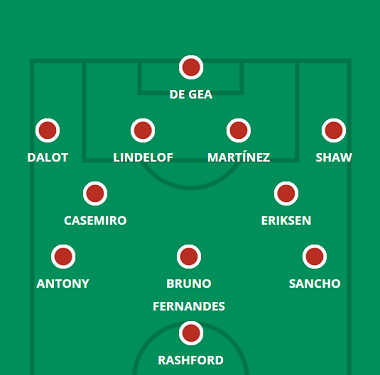 DE GEA
DALOT LINDELOF MARTÍNEZ SHAW
CASEMIRO ERIKSEN
ANTONY BRUNO FERNANDES SANCHO
RASHFORD